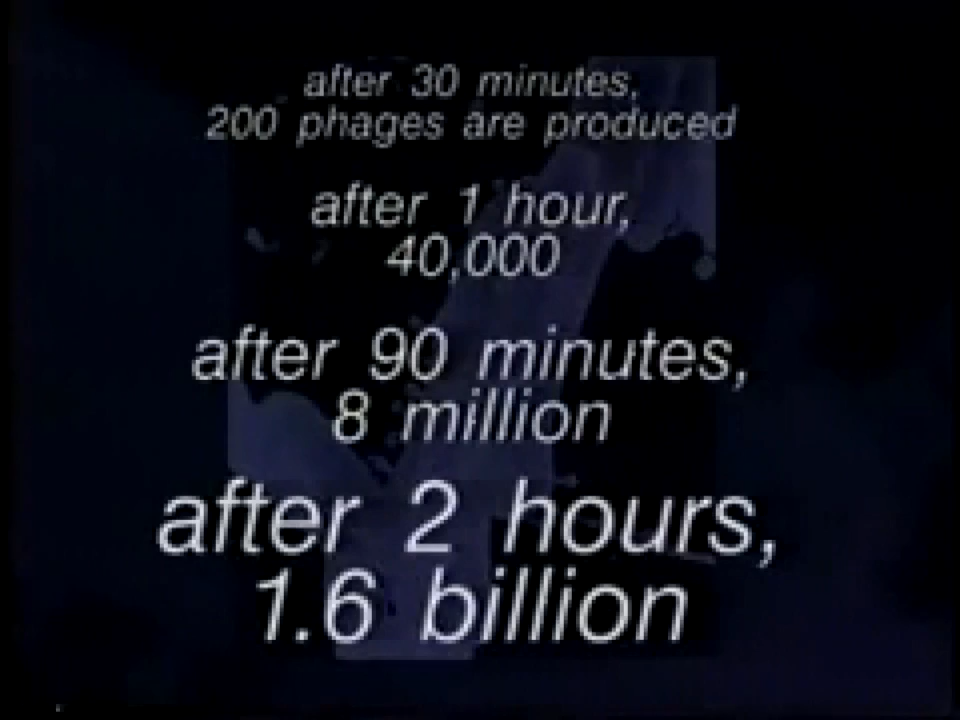 after 30 minutes,
200 phages are produced
after 1 hour,
40,000
after 90 minutes,
8 million
after 2 hours,
1.6 billion